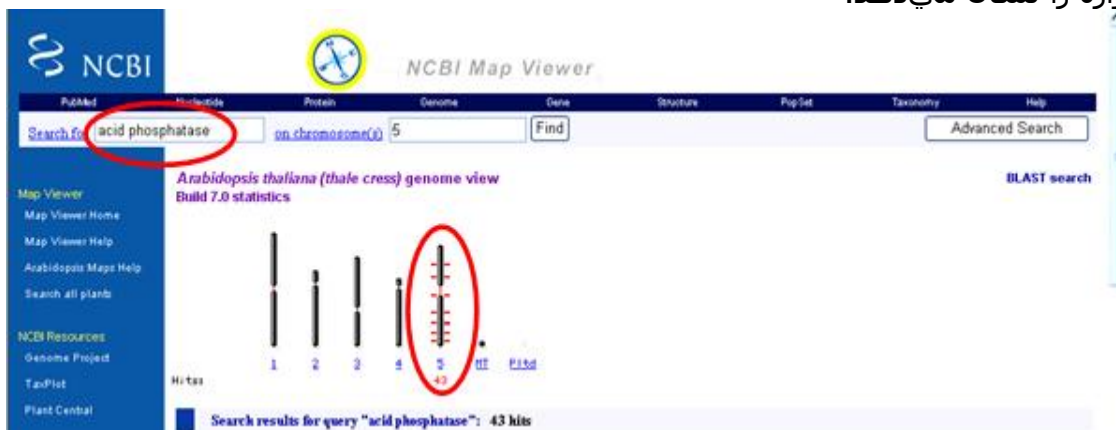 را
NCBI
NCBI Map Viewer
PubMed Nucleotide Protein Genome Gene Structure PopSet Taxonomy Help
Search for acid phosphatase on chromosome(s) 5 Find Advanced Search
Arabidopsis thaliana (thale cress) genome view
Build 7.0 statistics
BLAST search
Map Viewer
Map Viewer Home
Map Viewer Help
Arabidopsis Maps Help
Search all plants
NCBI Resources
Genome Project
TaxPlot
Plant Central
1 2 3 4 5 MT Pltd
Hits: 43
Search results for query "acid phosphatase": 43 hits